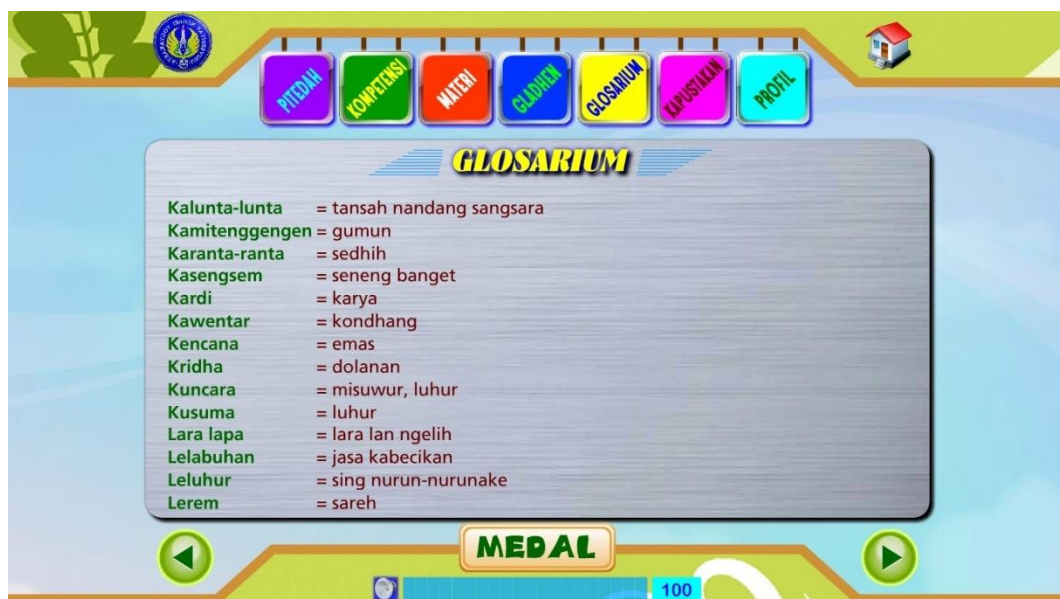 PITEDAH
KOMPETENSI
MATERI
GLADHEN
GLOSARIUM
KAPUSTAKAN
PROFIL
GLOSARIUM
Kalunta-lunta = tansah nandang sangsara
Kamitenggengen = gumun
Karanta-ranta = sedhih
Kasengsem = seneng banget
Kardi = karya
Kawentar = kondhang
Kencana = emas
Kridha = dolanan
Kuncara = misuwur, luhur
Kusuma = luhur
Lara lapa = lara lan ngelih
Lelabuhan = jasa kabecikan
Leluhur = sing nurun-nurunake
Lerem = sareh
MEDAL
100